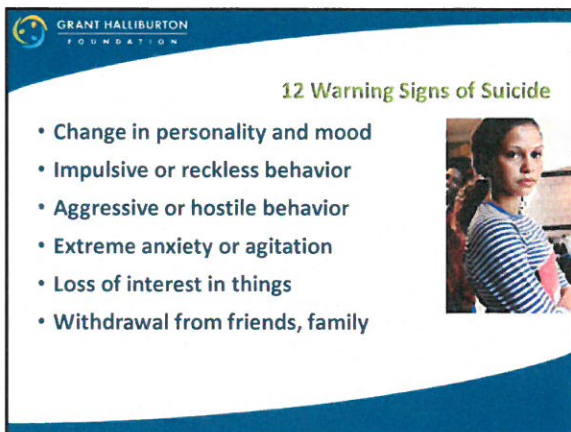 GRANT HALLIBURTON
FOUNDATION
12 Warning Signs of Suicide
• Change in personality and mood
• Impulsive or reckless behavior
• Aggressive or hostile behavior
• Extreme anxiety or agitation
• Loss of interest in things
• Withdrawal from friends, family